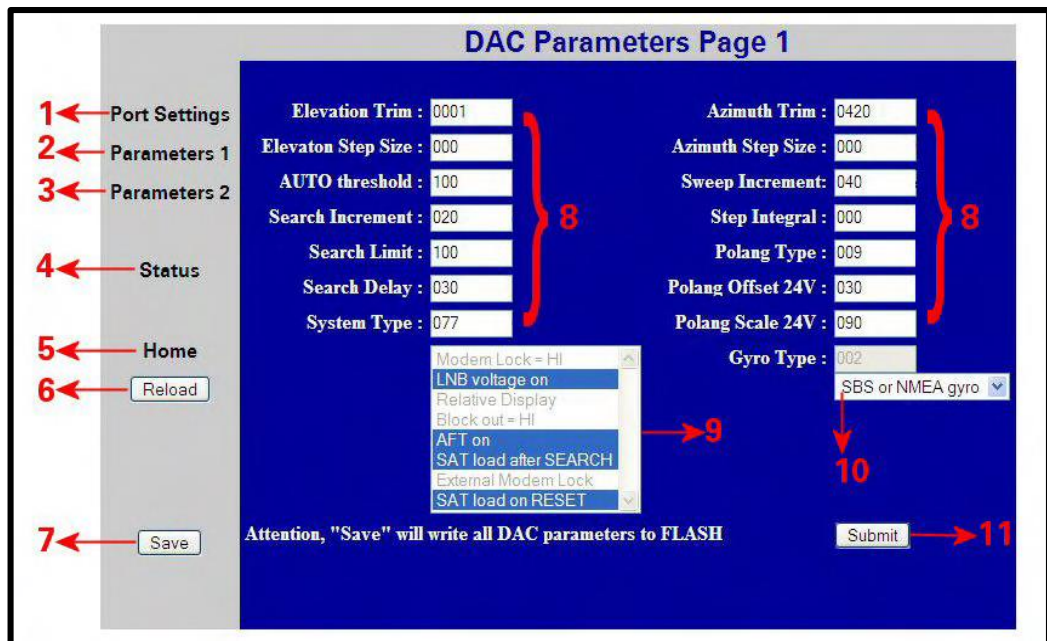 DAC Parameters Page 1
1 Port Settings
2 Parameters 1
3 Parameters 2
4 Status
5 Home
6 Reload
7 Save
Elevation Trim : 0001
Elevaton Step Size : 000
AUTO threshold : 100
Search Increment : 020
Search Limit : 100
Search Delay : 030
System Type : 077
8
Modem Lock = HI
LNB voltage on
Relative Display
Block out = HI
AFT on
SAT load after SEARCH
External Modem Lock
SAT load on RESET
9
Azimuth Trim : 0420
Azimuth Step Size : 000
Sweep Increment: 040
Step Integral : 000
Polang Type : 009
Polang Offset 24V : 030
Polang Scale 24V : 090
8
Gyro Type : 002
SBS or NMEA gyro
10
Attention, "Save" will write all DAC parameters to FLASH
Submit 11